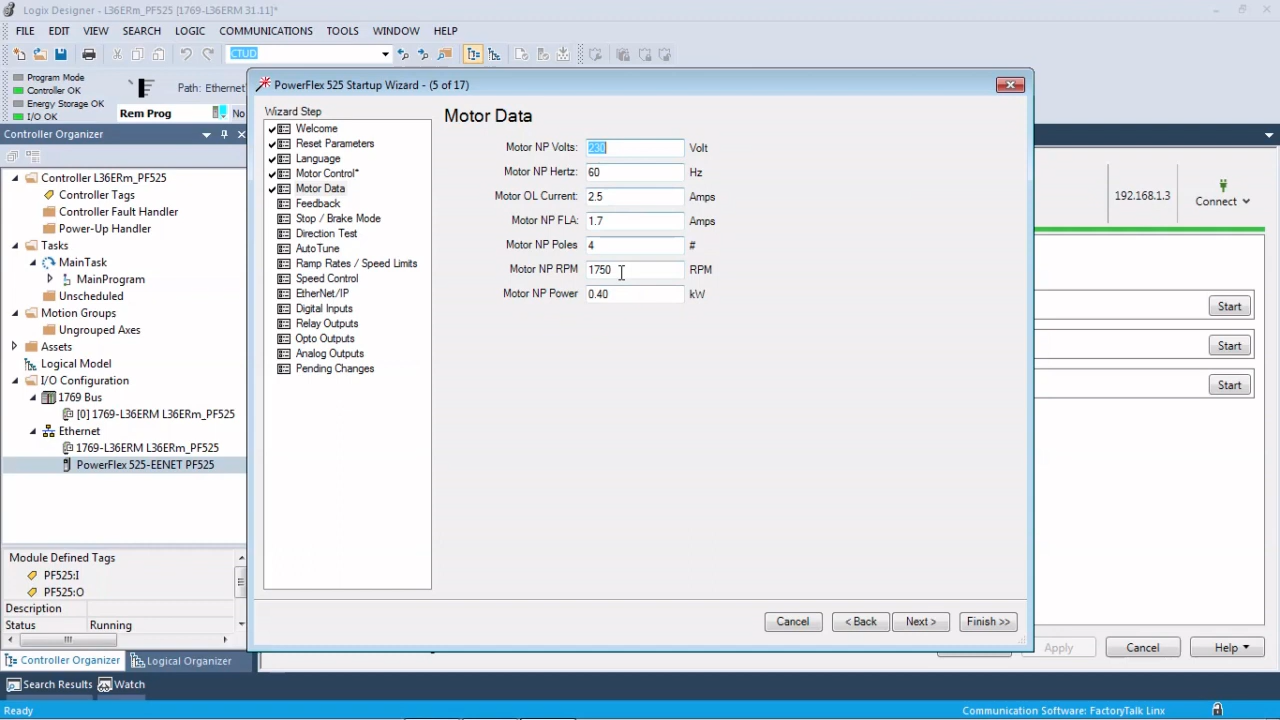 Logix Designer - L36ERm_PF525 [1769-L36ERM 31.11]*
FILE EDIT VIEW SEARCH LOGIC COMMUNICATIONS TOOLS WINDOW HELP
CTUD
Program Mode
Controller OK
Energy Storage OK
I/O OK
Path: Ethernet
Rem Prog
No
Controller Organizer
Controller L36ERm_PF525
Controller Tags
Controller Fault Handler
Power-Up Handler
Tasks
MainTask
MainProgram
Unscheduled
Motion Groups
Ungrouped Axes
Assets
Logical Model
I/O Configuration
1769 Bus
[0] 1769-L36ERM L36ERm_PF525
Ethernet
1769-L36ERM L36ERm_PF525
PowerFlex 525-EENET PF525
Module Defined Tags
PF525:I
PF525:O
Description
Status Running
Controller Organizer Logical Organizer
Search Results Watch
Ready
PowerFlex 525 Startup Wizard - (5 of 17)
Wizard Step
Welcome
Reset Parameters
Language
Motor Control*
Motor Data
Feedback
Stop / Brake Mode
Direction Test
AutoTune
Ramp Rates / Speed Limits
Speed Control
EtherNet/IP
Digital Inputs
Relay Outputs
Opto Outputs
Analog Outputs
Pending Changes
Motor Data
Motor NP Volts: 230 Volt
Motor NP Hertz: 60 Hz
Motor OL Current: 2.5 Amps
Motor NP FLA: 1.7 Amps
Motor NP Poles 4 #
Motor NP RPM 1750 RPM
Motor NP Power 0.40 kW
Cancel < Back Next > Finish >>
192.168.1.3
Connect
Start
Start
Start
Apply Cancel Help
Communication Software: FactoryTalk Linx